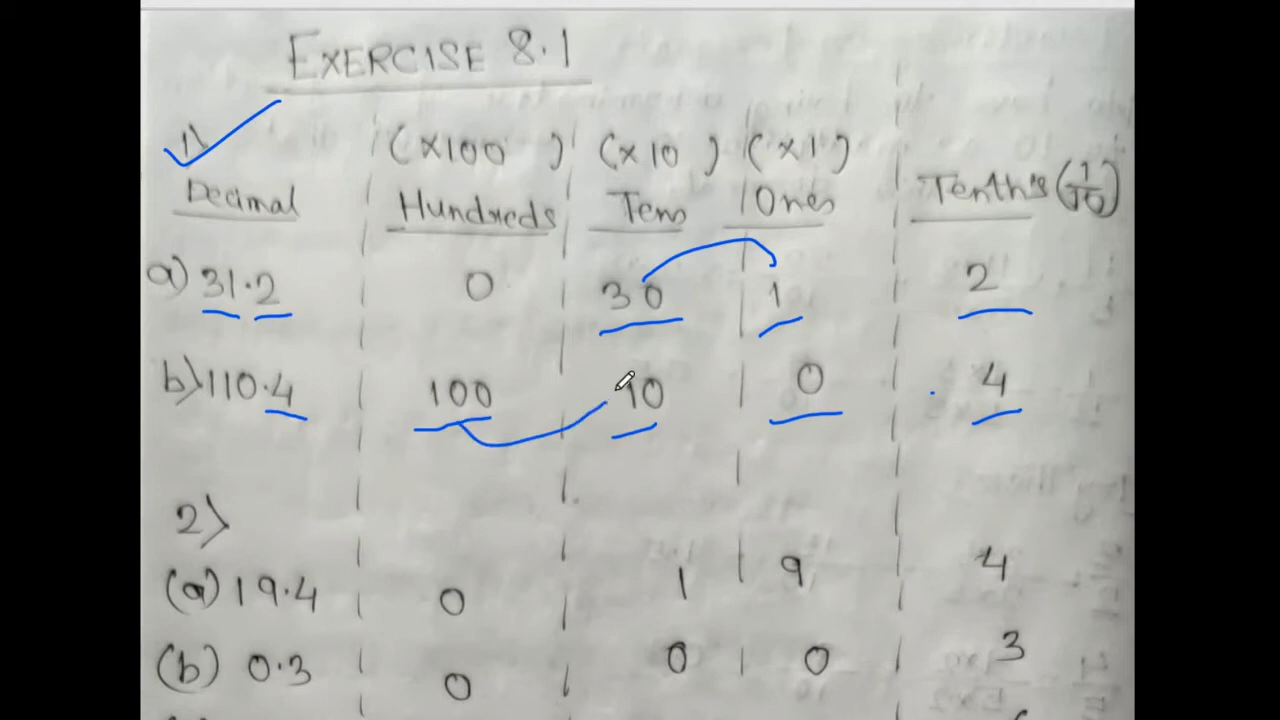 EXERCISE 8.1
1) (×100) (×10) (×1)
Decimal Hundreds Tens Ones Tenth's (1/10)
a) 31.2 0 30 1 2
b) 110.4 100 10 0 4
2)
(a) 19.4 0 1 9 4
(b) 0.3 0 0 0 3